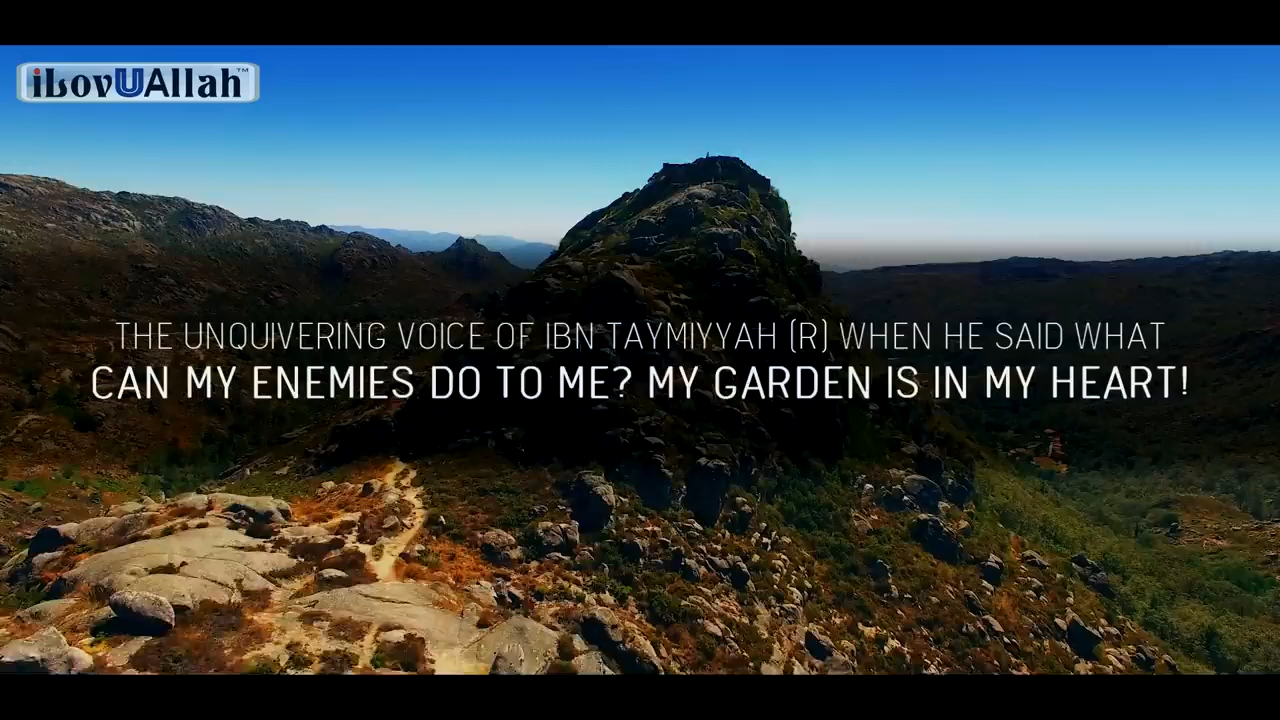 iLovUAllah™
THE UNQUIVERING VOICE OF IBN TAYMIYYAH (R) WHEN HE SAID WHAT
CAN MY ENEMIES DO TO ME? MY GARDEN IS IN MY HEART!